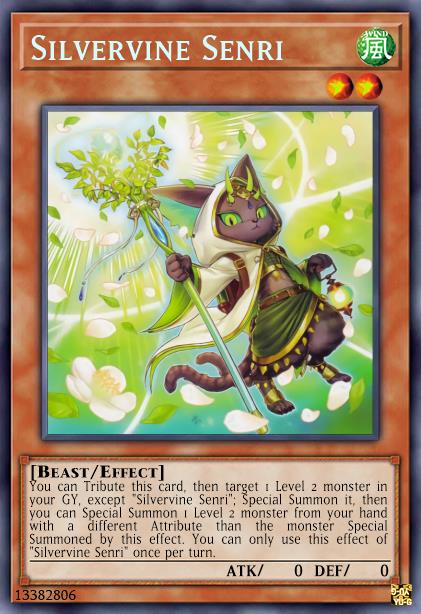 Silvervine Senri
WIND
風
[Beast/Effect]
You can Tribute this card, then target 1 Level 2 monster in
your GY, except "Silvervine Senri"; Special Summon it, then
you can Special Summon 1 Level 2 monster from your hand
with a different Attribute than the monster Special
Summoned by this effect. You can only use this effect of
"Silvervine Senri" once per turn.
ATK/ 0 DEF/ 0
13382806